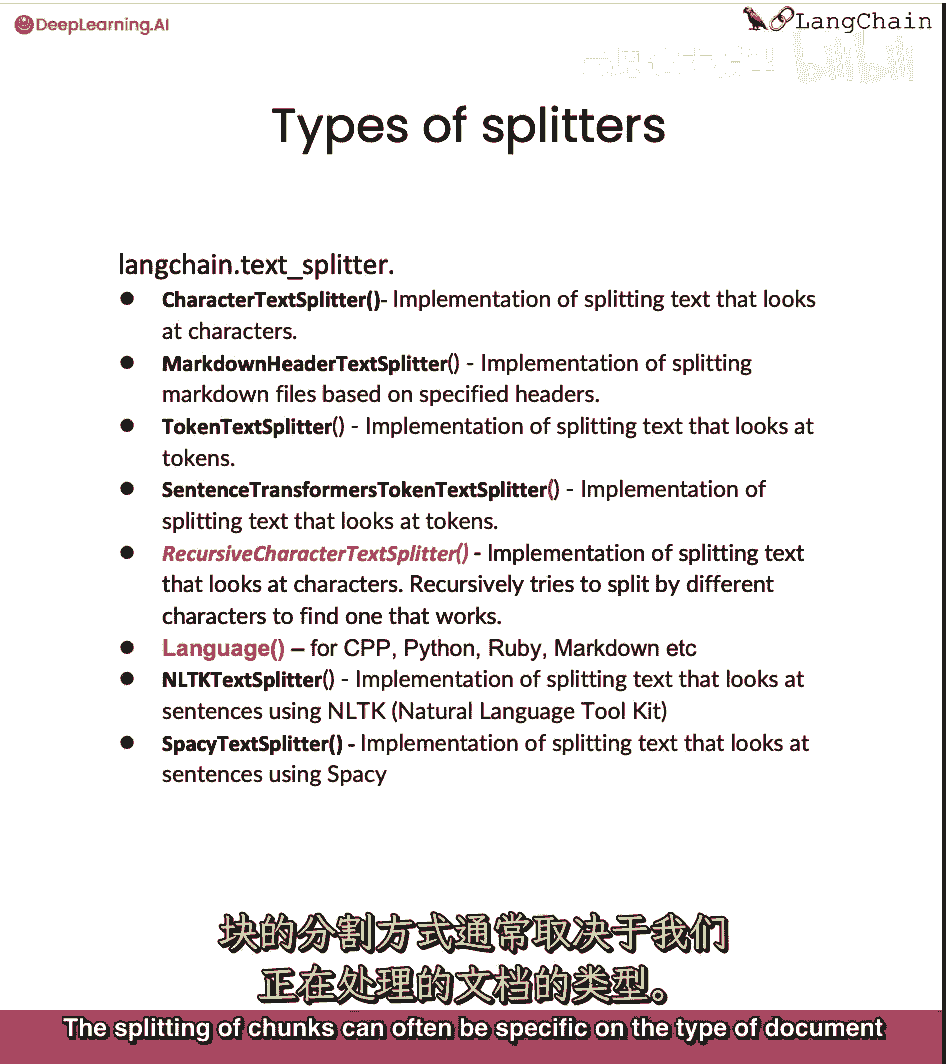 DeepLearning.AI
LangChain
Types of splitters
langchain.text_splitter.
● CharacterTextSplitter()- Implementation of splitting text that looks
at characters.
● MarkdownHeaderTextSplitter() - Implementation of splitting
markdown files based on specified headers.
● TokenTextSplitter() - Implementation of splitting text that looks at
tokens.
● SentenceTransformersTokenTextSplitter() - Implementation of
splitting text that looks at tokens.
● RecursiveCharacterTextSplitter() - Implementation of splitting text
that looks at characters. Recursively tries to split by different
characters to find one that works.
● Language() – for CPP, Python, Ruby, Markdown etc
● NLTKTextSplitter() - Implementation of splitting text that looks at
sentences using NLTK (Natural Language Tool Kit)
● SpacyTextSplitter() - Implementation of splitting text that looks at
sentences using Spacy
块的分割方式通常取决于我们
正在处理的文档的类型。
The splitting of chunks can often be specific on the type of document